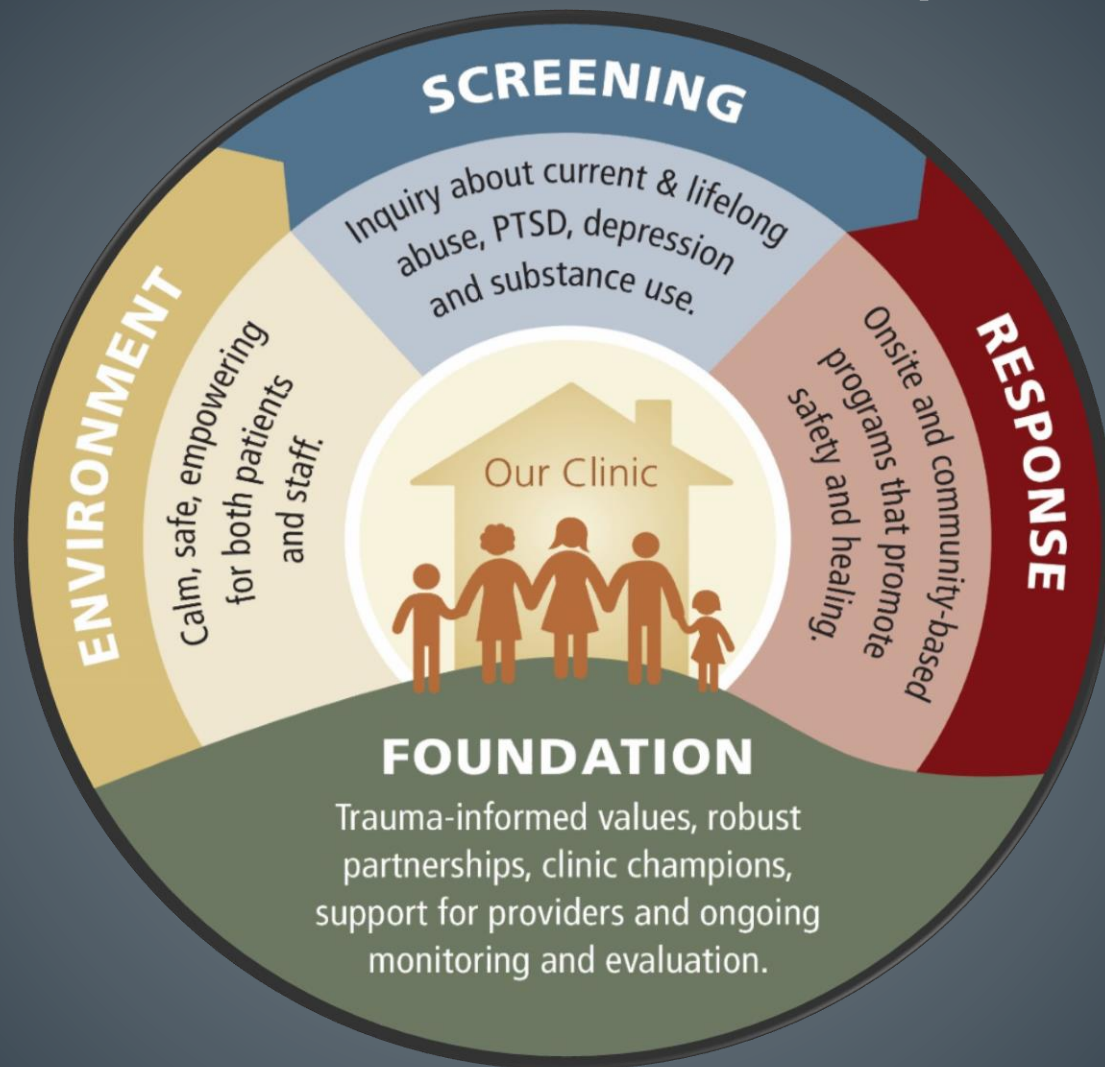 SCREENING
Inquiry about current & lifelong
abuse, PTSD, depression
and substance use.
ENVIRONMENT
Calm, safe, empowering
for both patients
and staff.
RESPONSE
Onsite and community-based
programs that promote
safety and healing.
Our Clinic
FOUNDATION
Trauma-informed values, robust
partnerships, clinic champions,
support for providers and ongoing
monitoring and evaluation.